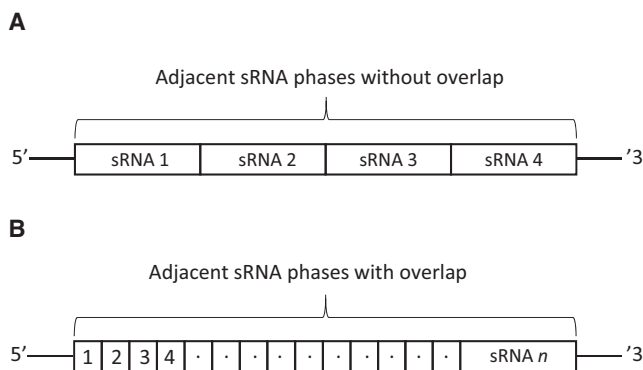 A
Adjacent sRNA phases without overlap
5′ sRNA 1 sRNA 2 sRNA 3 sRNA 4 ′3
B
Adjacent sRNA phases with overlap
5′ 1 2 3 4 · · · · · · · · · · sRNA n ′3